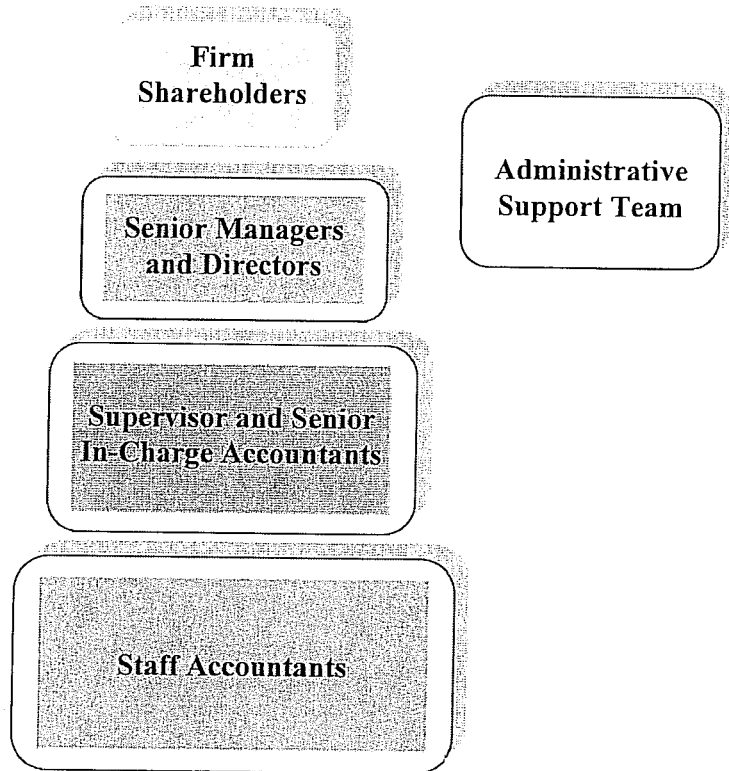 Firm
Shareholders
Administrative
Support Team
Senior Managers
and Directors
Supervisor and Senior
In-Charge Accountants
Staff Accountants